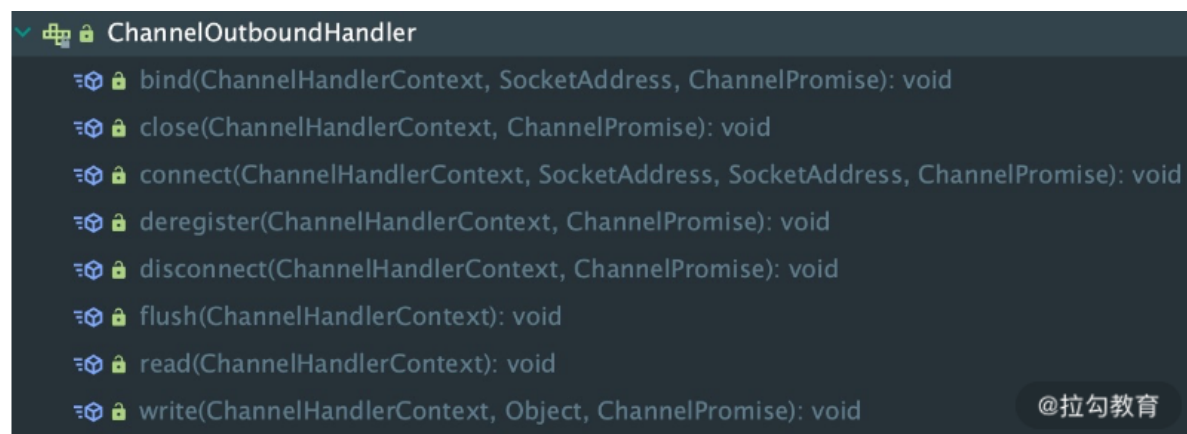 ChannelOutboundHandler
bind(ChannelHandlerContext, SocketAddress, ChannelPromise): void
close(ChannelHandlerContext, ChannelPromise): void
connect(ChannelHandlerContext, SocketAddress, SocketAddress, ChannelPromise): void
deregister(ChannelHandlerContext, ChannelPromise): void
disconnect(ChannelHandlerContext, ChannelPromise): void
flush(ChannelHandlerContext): void
read(ChannelHandlerContext): void
write(ChannelHandlerContext, Object, ChannelPromise): void
@拉勾教育